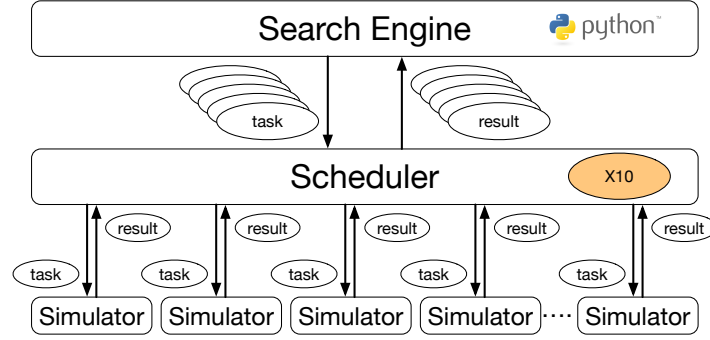 Search Engine python™
task result
Scheduler X10
result result result result result
task task task task task
Simulator Simulator Simulator Simulator .... Simulator